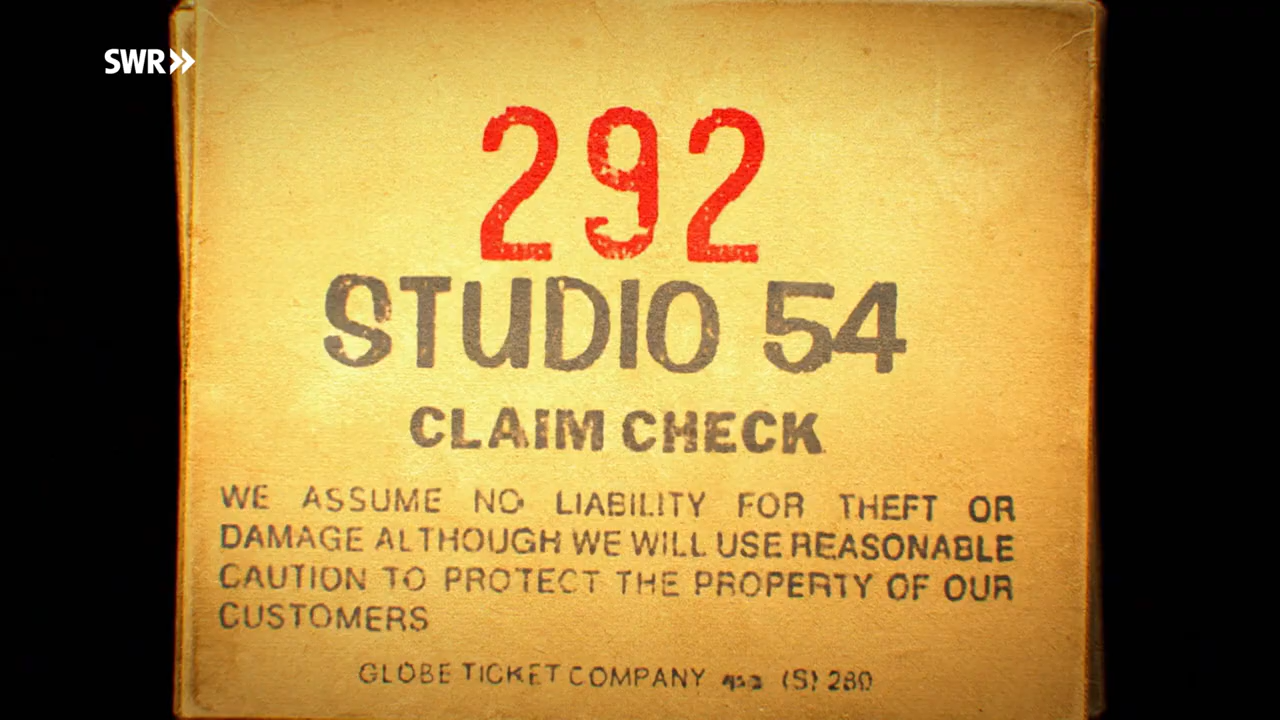 SWR»
292
STUDIO 54
CLAIM CHECK
WE ASSUME NO LIABILITY FOR THEFT OR
DAMAGE ALTHOUGH WE WILL USE REASONABLE
CAUTION TO PROTECT THE PROPERTY OF OUR
CUSTOMERS
GLOBE TICKET COMPANY (S) 280